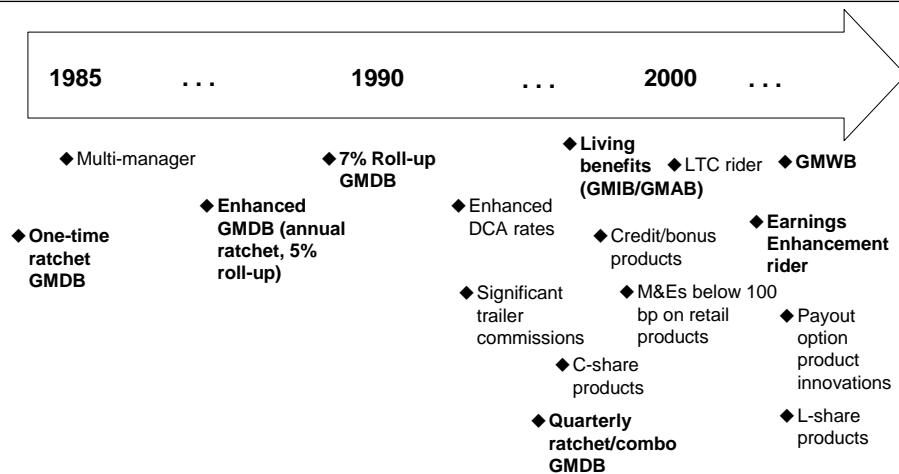 1985 ... 1990 ... 2000 ...
◆ Multi-manager
◆ One-time
ratchet
GMDB
◆ Enhanced
GMDB (annual
ratchet, 5%
roll-up)
◆ 7% Roll-up
GMDB
◆ Enhanced
DCA rates
◆ Significant
trailer
commissions
◆ Living
benefits
(GMIB/GMAB)
◆ Credit/bonus
products
◆ M&Es below 100
bp on retail
products
◆ C-share
products
◆ Quarterly
ratchet/combo
GMDB
◆ LTC rider
◆ GMWB
◆ Earnings
Enhancement
rider
◆ Payout
option
product
innovations
◆ L-share
products